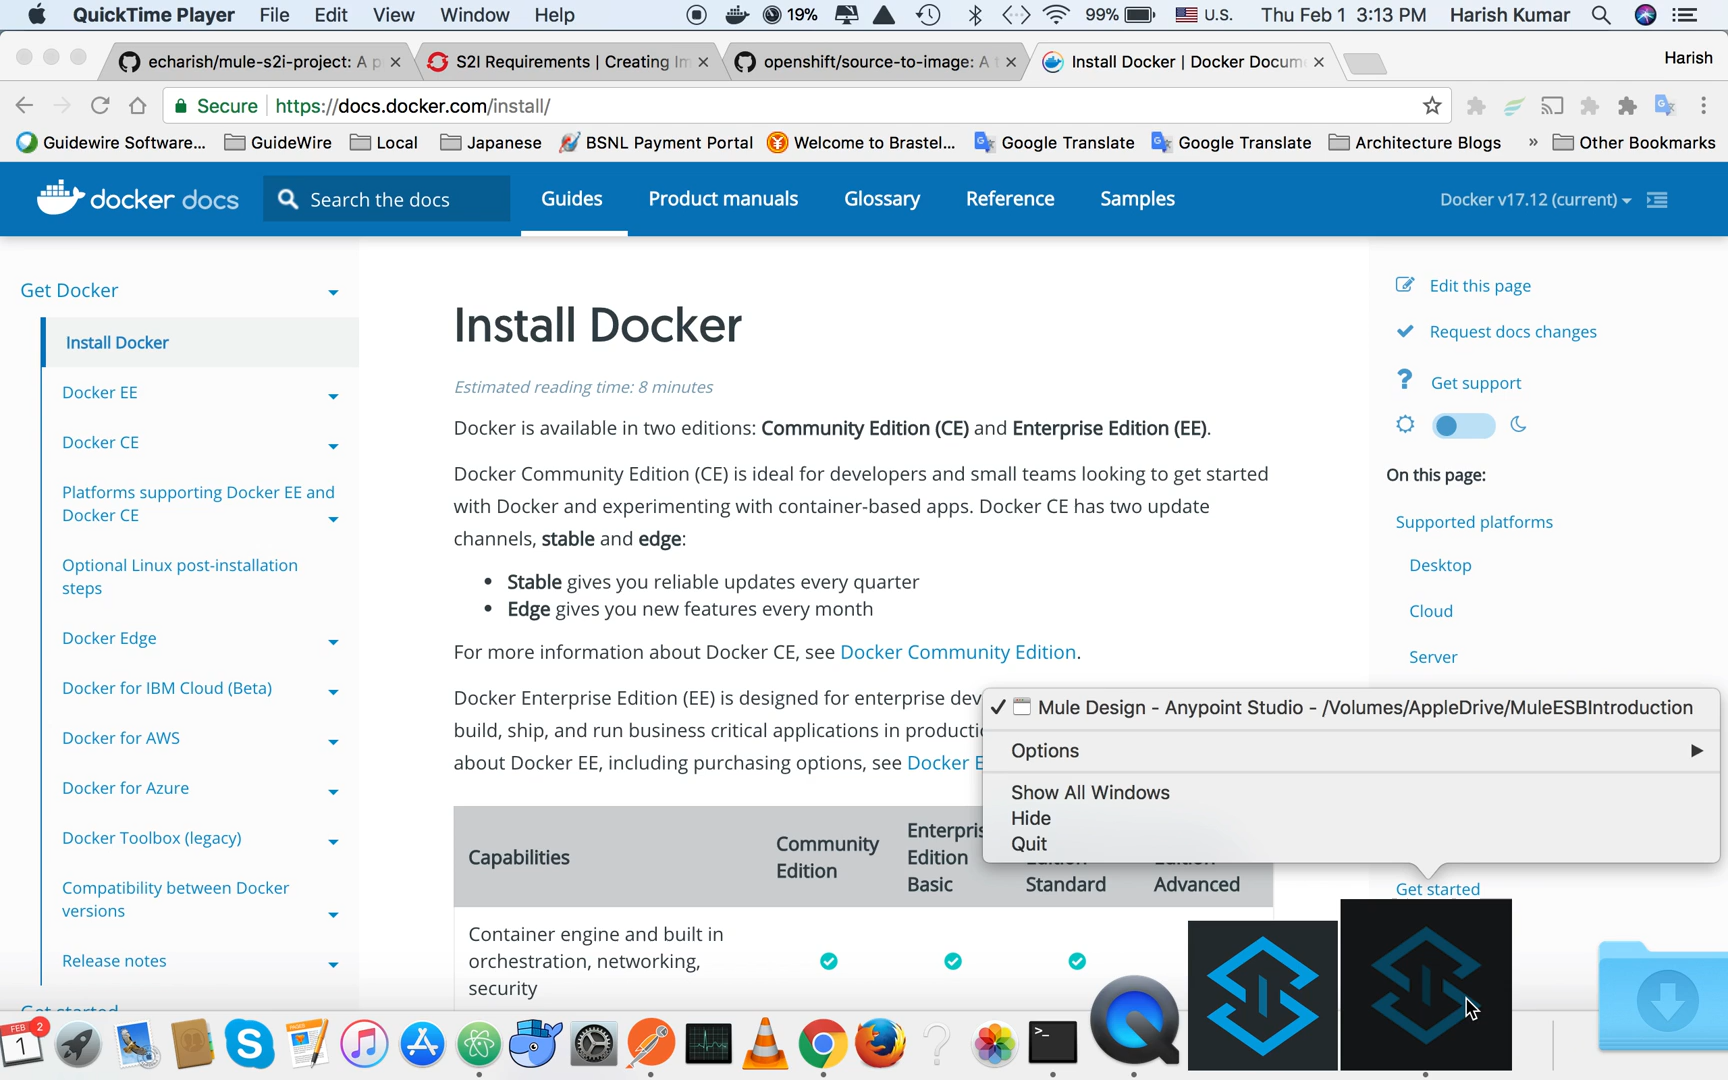 QuickTime Player File Edit View Window Help 19% 99% U.S. Thu Feb 1 3:13 PM Harish Kumar
echarish/mule-s2i-project: A p S2I Requirements | Creating Im openshift/source-to-image: A t Install Docker | Docker Docum Harish
Secure https://docs.docker.com/install/
Guidewire Software... GuideWire Local Japanese BSNL Payment Portal Welcome to Brastel... Google Translate Google Translate Architecture Blogs » Other Bookmarks
docker docs Search the docs Guides Product manuals Glossary Reference Samples Docker v17.12 (current)
Get Docker
Install Docker
Docker EE
Docker CE
Platforms supporting Docker EE and
Docker CE
Optional Linux post-installation
steps
Docker Edge
Docker for IBM Cloud (Beta)
Docker for AWS
Docker for Azure
Docker Toolbox (legacy)
Compatibility between Docker
versions
Release notes
Get started
Install Docker
Estimated reading time: 8 minutes
Docker is available in two editions: Community Edition (CE) and Enterprise Edition (EE).
Docker Community Edition (CE) is ideal for developers and small teams looking to get started
with Docker and experimenting with container-based apps. Docker CE has two update
channels, stable and edge:
• Stable gives you reliable updates every quarter
• Edge gives you new features every month
For more information about Docker CE, see Docker Community Edition.
Docker Enterprise Edition (EE) is designed for enterprise dev
build, ship, and run business critical applications in producti
about Docker EE, including purchasing options, see Docker E
Capabilities
Community
Edition
Enterpris
Edition
Basic
Edition
Standard
Edition
Advanced
Container engine and built in
orchestration, networking,
security
Edit this page
Request docs changes
Get support
On this page:
Supported platforms
Desktop
Cloud
Server
Mule Design - Anypoint Studio - /Volumes/AppleDrive/MuleESBIntroduction
Options
Show All Windows
Hide
Quit
Get started
FEB 2
1
PAGES